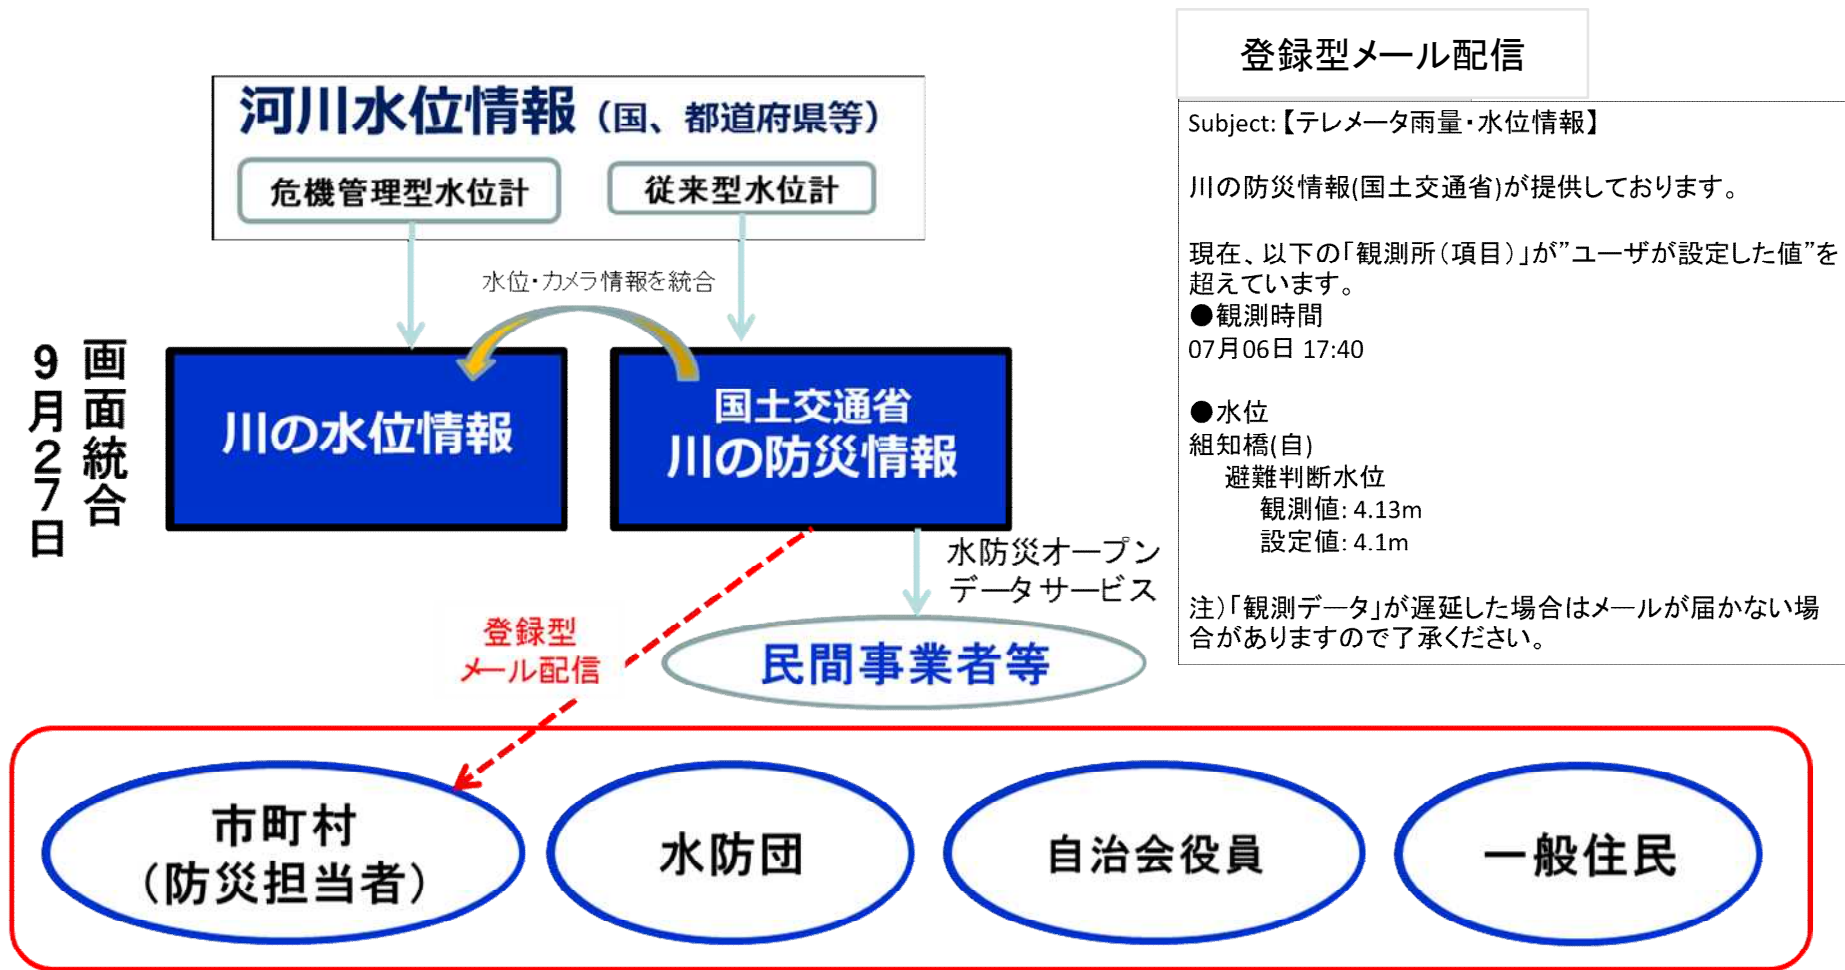 河川水位情報（国、都道府県等）
危機管理型水位計
従来型水位計
水位・カメラ情報を統合
画面統合
9月27日
川の水位情報
国土交通省
川の防災情報
水防災オープン
データサービス
登録型
メール配信
民間事業者等
市町村
（防災担当者）
水防団
自治会役員
一般住民
登録型メール配信
Subject:【テレメータ雨量・水位情報】
川の防災情報(国土交通省)が提供しております。
現在、以下の「観測所（項目）」が”ユーザが設定した値”を
超えています。
●観測時間
07月06日 17:40
●水位
組知橋(自)
避難判断水位
観測値: 4.13m
設定値: 4.1m
注）「観測データ」が遅延した場合はメールが届かない場
合がありますので了承ください。